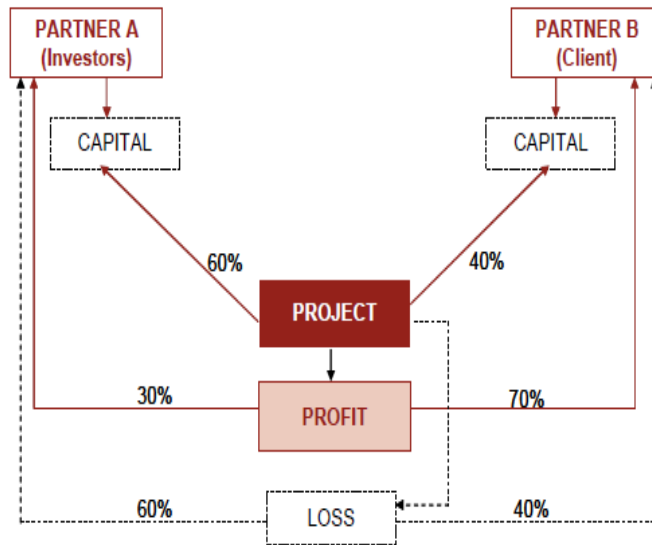 PARTNER A
(Investors)
PARTNER B
(Client)
CAPITAL
CAPITAL
60%
40%
PROJECT
30%
PROFIT
70%
60%
LOSS
40%